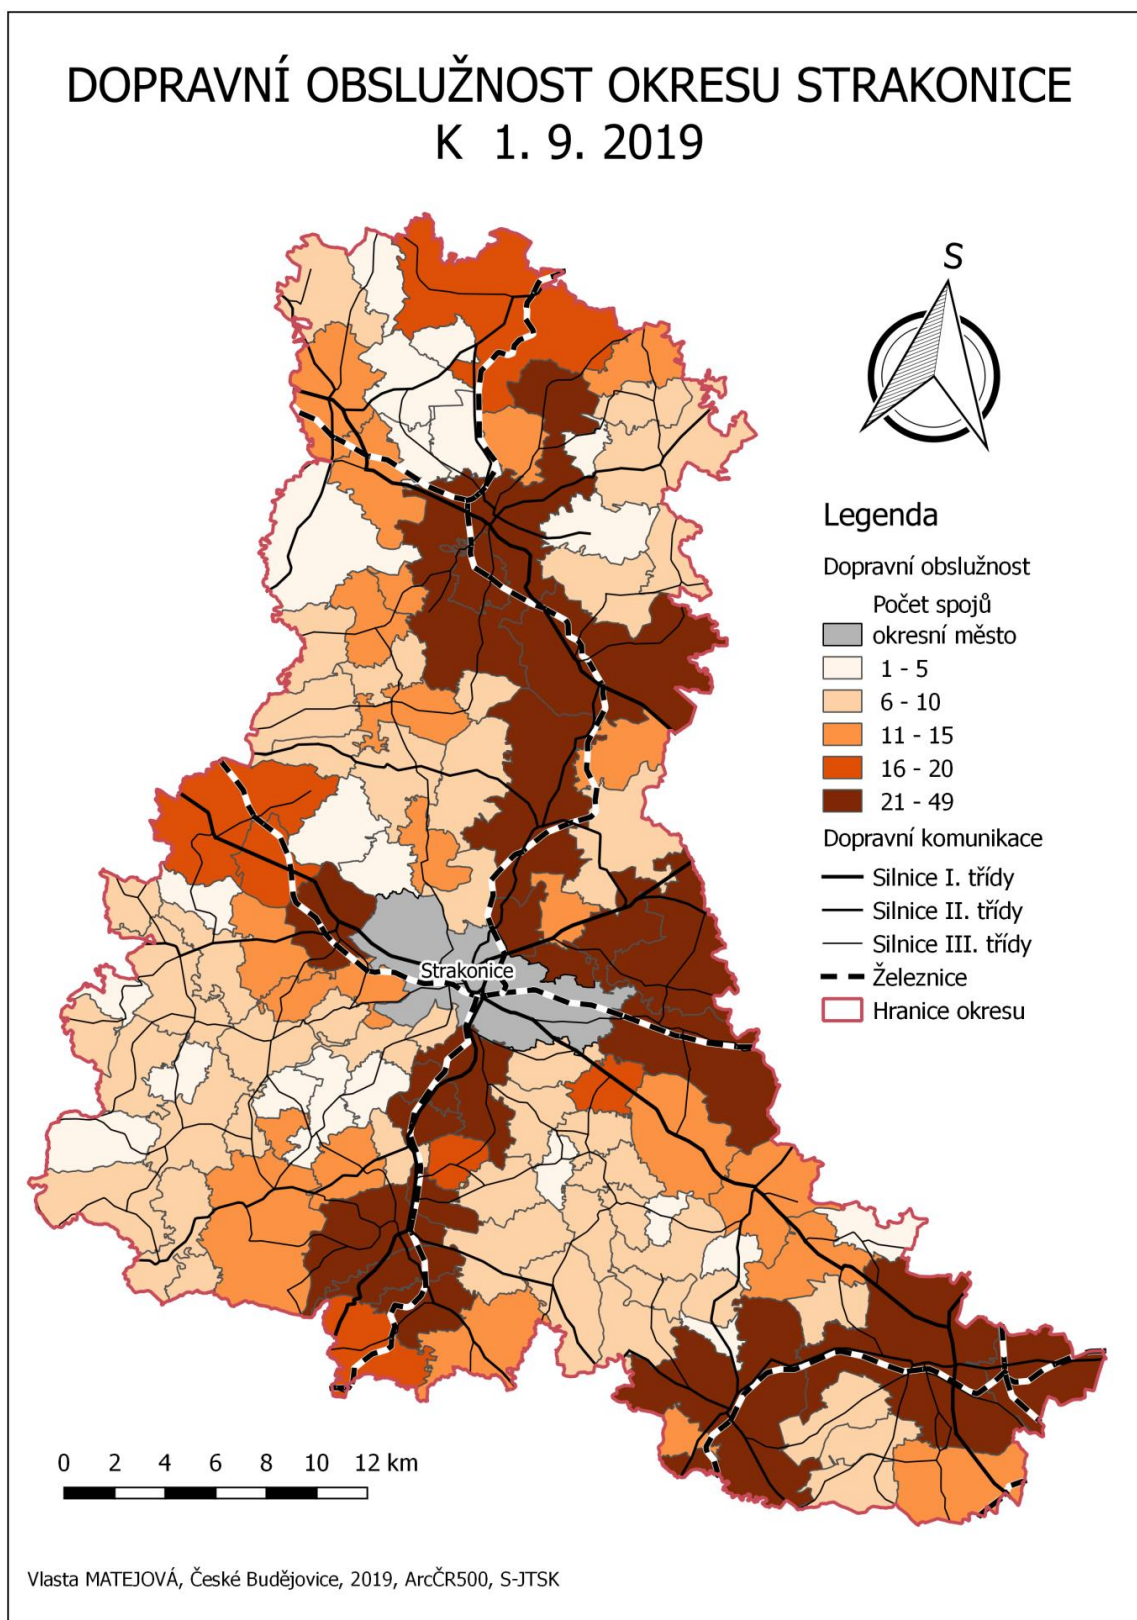 DOPRAVNÍ OBSLUŽNOST OKRESU STRAKONICE
K 1. 9. 2019
S
Legenda
Dopravní obslužnost
Počet spojů
okresní město
1 - 5
6 - 10
11 - 15
16 - 20
21 - 49
Dopravní komunikace
Silnice I. třídy
Silnice II. třídy
Silnice III. třídy
Železnice
Hranice okresu
Strakonice
0 2 4 6 8 10 12 km
Vlasta MATEJOVÁ, České Budějovice, 2019, ArcČR500, S-JTSK